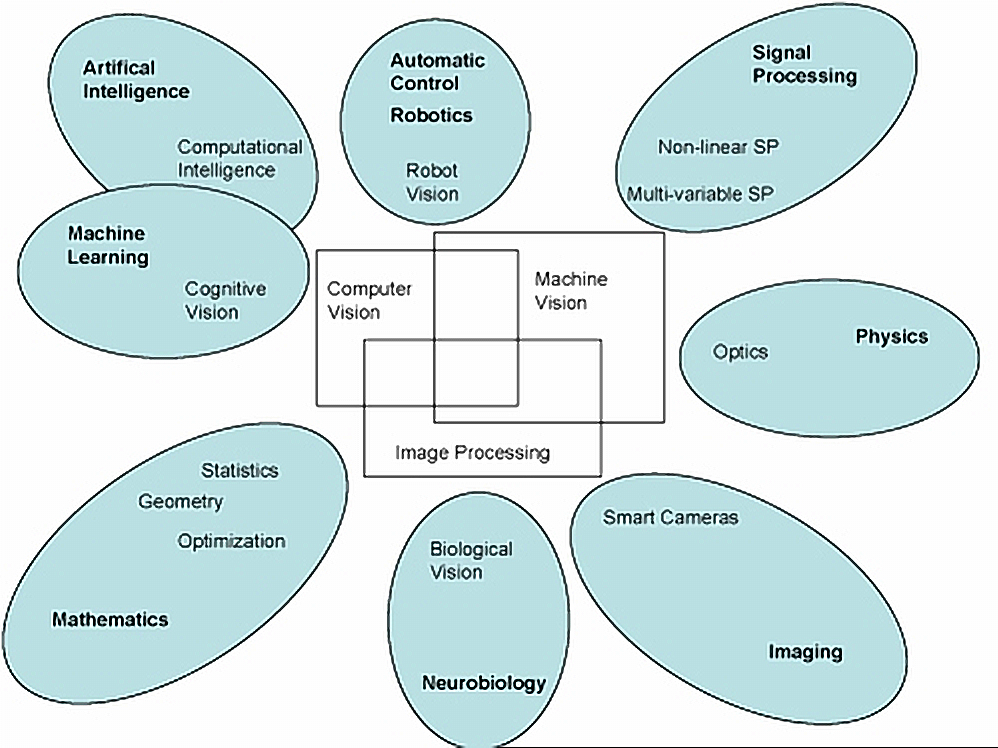 Artifical
Intelligence
Computational
Intelligence
Automatic
Control
Robotics
Robot
Vision
Signal
Processing
Non-linear SP
Multi-variable SP
Machine
Learning
Cognitive
Vision
Computer
Vision
Machine
Vision
Image Processing
Optics
Physics
Statistics
Geometry
Optimization
Mathematics
Biological
Vision
Neurobiology
Smart Cameras
Imaging